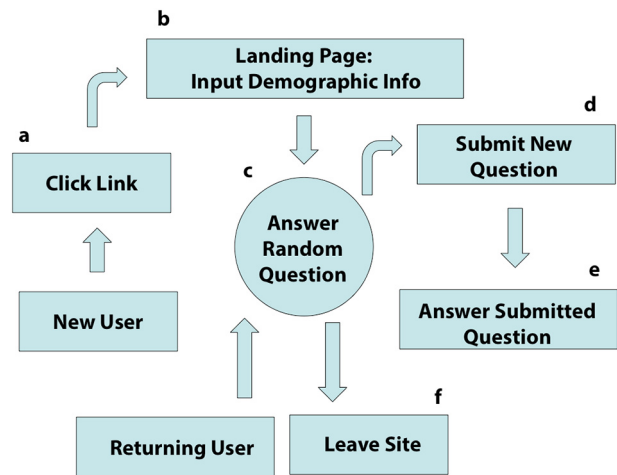 b
Landing Page:
Input Demographic Info
a
Click Link
d
Submit New
Question
c
Answer
Random
Question
New User
e
Answer Submitted
Question
Returning User
f
Leave Site